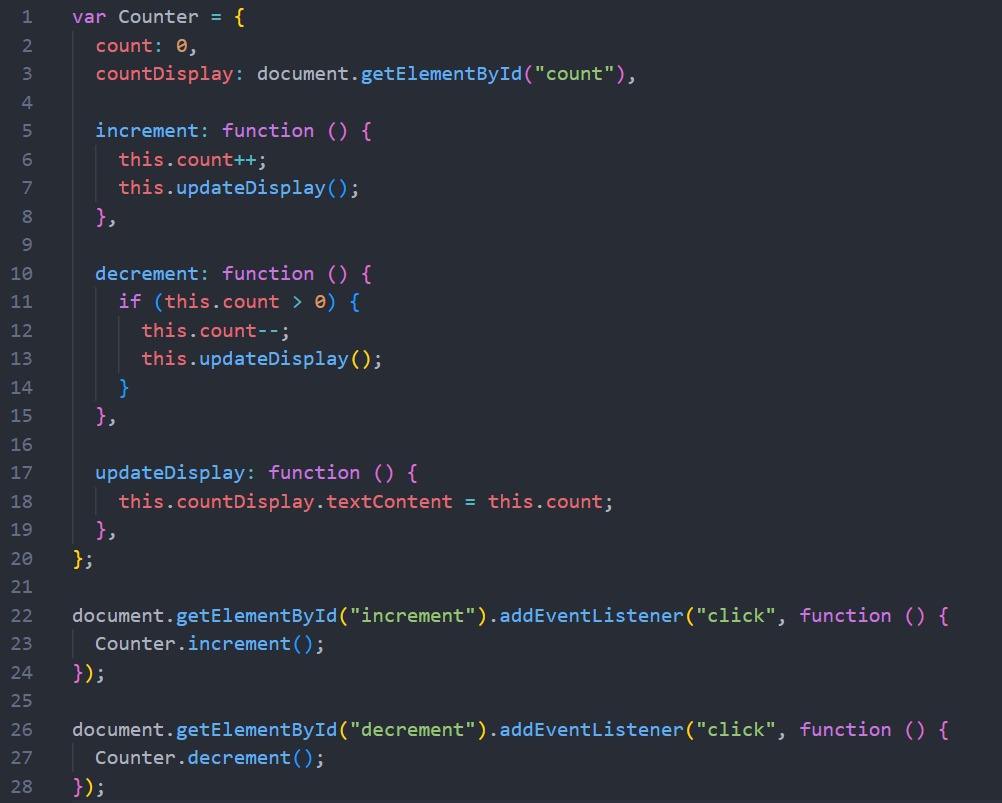 1 var Counter = {
2   count: 0,
3   countDisplay: document.getElementById("count"),
4
5   increment: function () {
6     this.count++;
7     this.updateDisplay();
8   },
9
10   decrement: function () {
11     if (this.count > 0) {
12       this.count--;
13       this.updateDisplay();
14     }
15   },
16
17   updateDisplay: function () {
18     this.countDisplay.textContent = this.count;
19   },
20 };
21
22 document.getElementById("increment").addEventListener("click", function () {
23   Counter.increment();
24 });
25
26 document.getElementById("decrement").addEventListener("click", function () {
27   Counter.decrement();
28 });